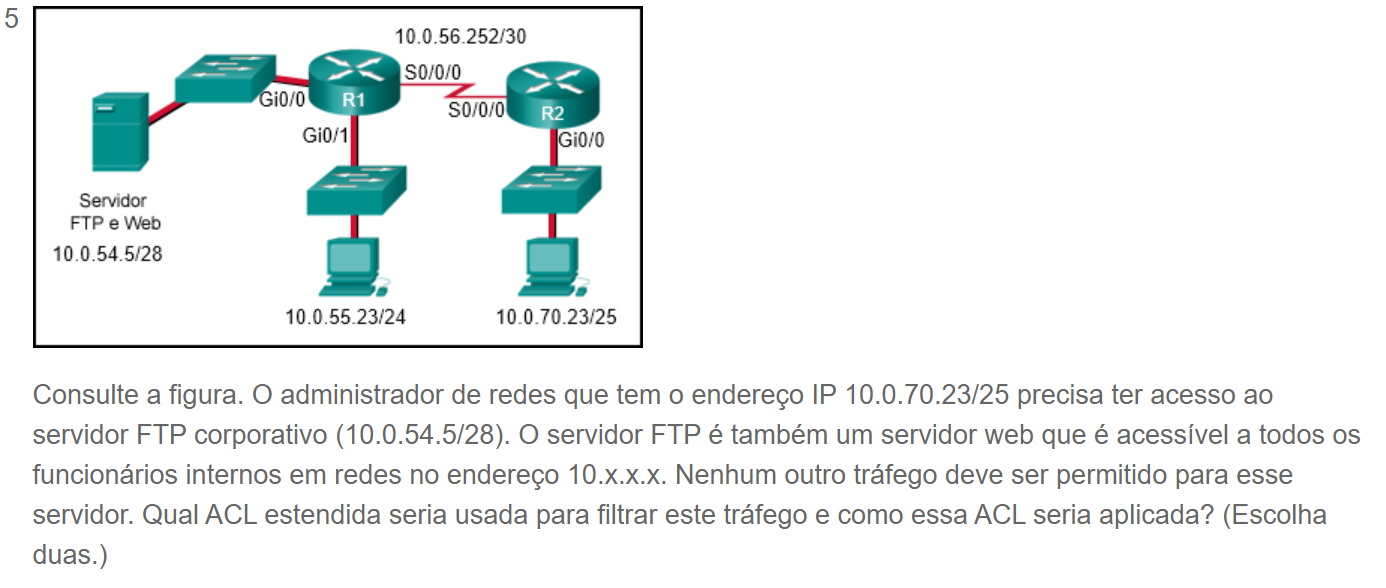 5
10.0.56.252/30
S0/0/0
Gi0/0
R1
S0/0/0
R2
Gi0/1
Gi0/0
Servidor
FTP e Web
10.0.54.5/28
10.0.55.23/24
10.0.70.23/25
Consulte a figura. O administrador de redes que tem o endereço IP 10.0.70.23/25 precisa ter acesso ao
servidor FTP corporativo (10.0.54.5/28). O servidor FTP é também um servidor web que é acessível a todos os
funcionários internos em redes no endereço 10.x.x.x. Nenhum outro tráfego deve ser permitido para esse
servidor. Qual ACL estendida seria usada para filtrar este tráfego e como essa ACL seria aplicada? (Escolha
duas.)